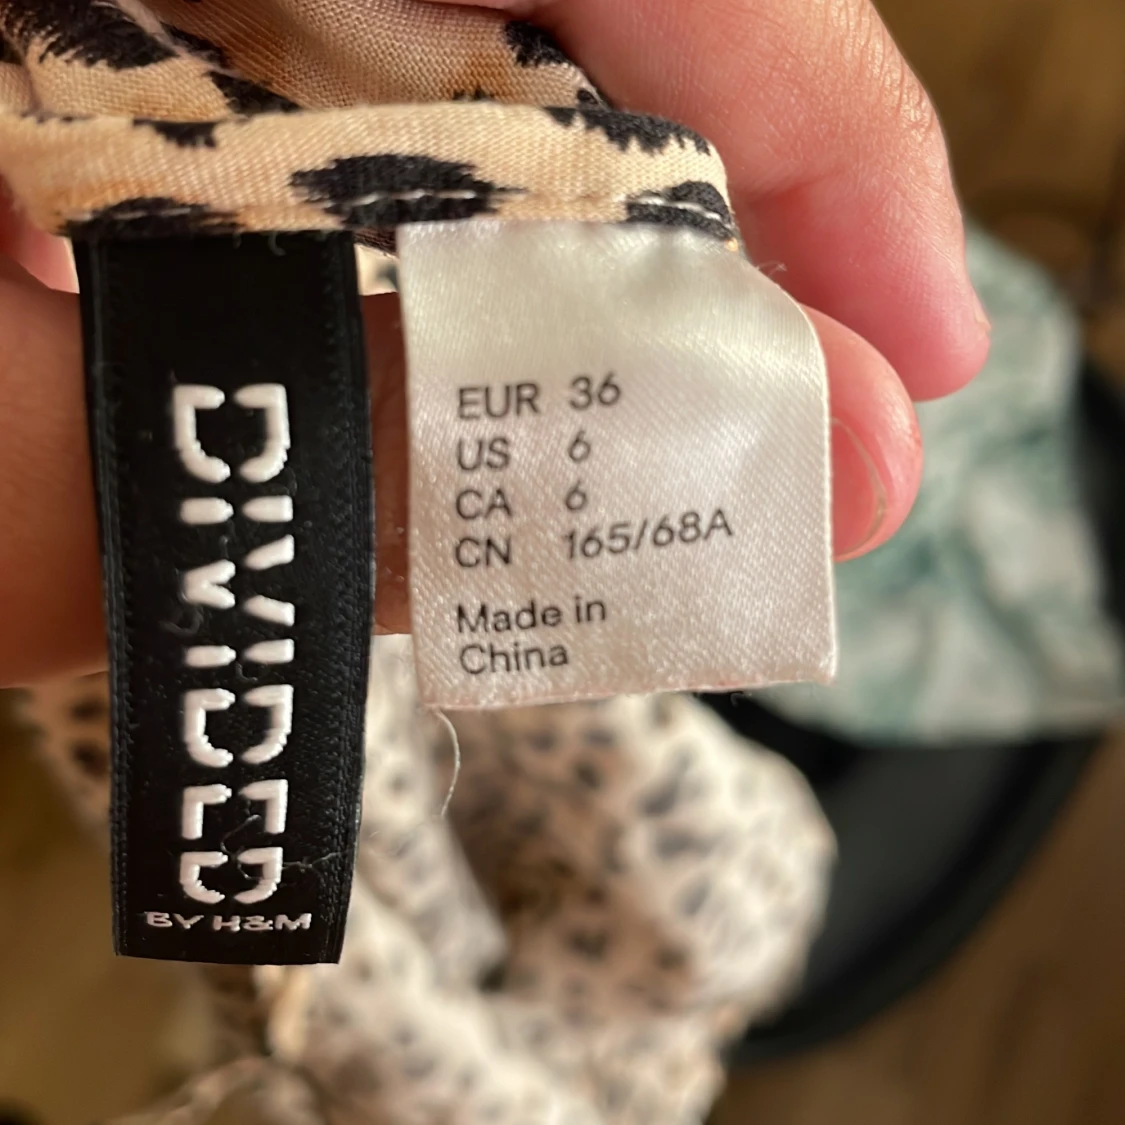 DIVIDED
BY H&M
EUR 36
US 6
CA 6
CN 165/68A
Made in
China